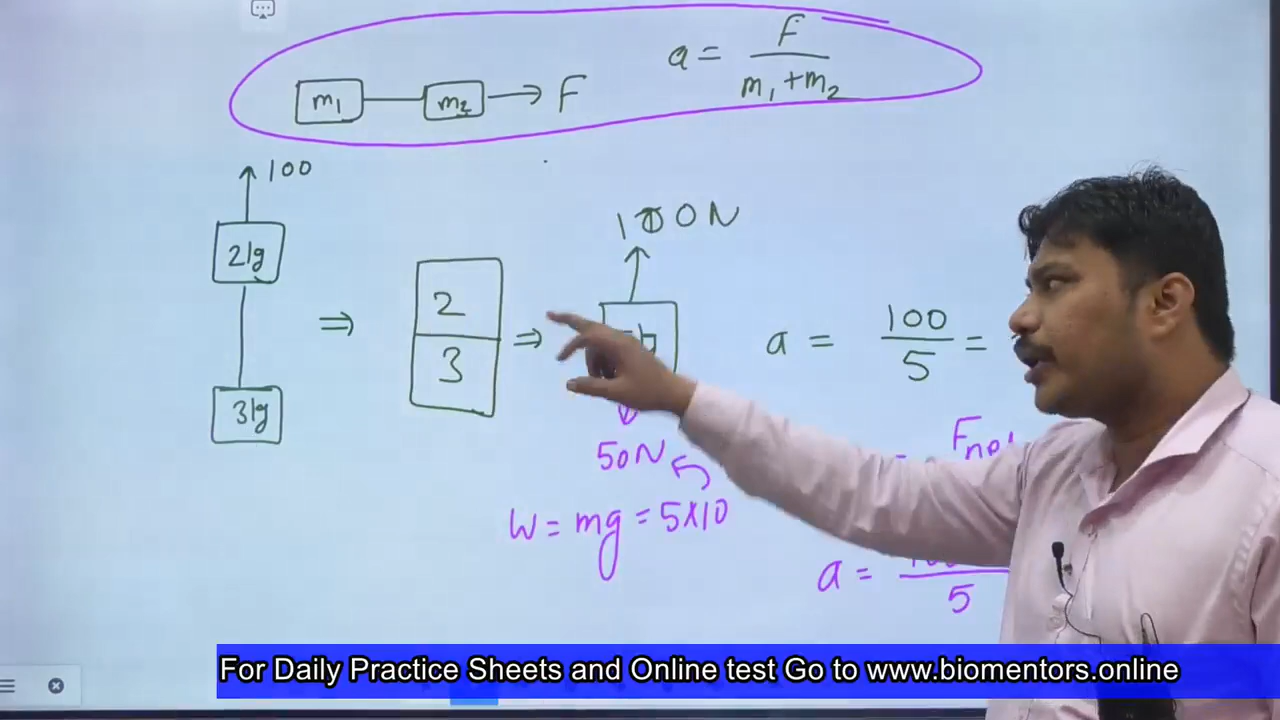 m₁ m₂ → F
a = F / m₁+m₂
100
2kg
3kg
⇒
2
3
⇒
100N
50N
W = mg = 5×10
a = 100 / 5 =
=
a = / 5
For Daily Practice Sheets and Online test Go to www.biomentors.online